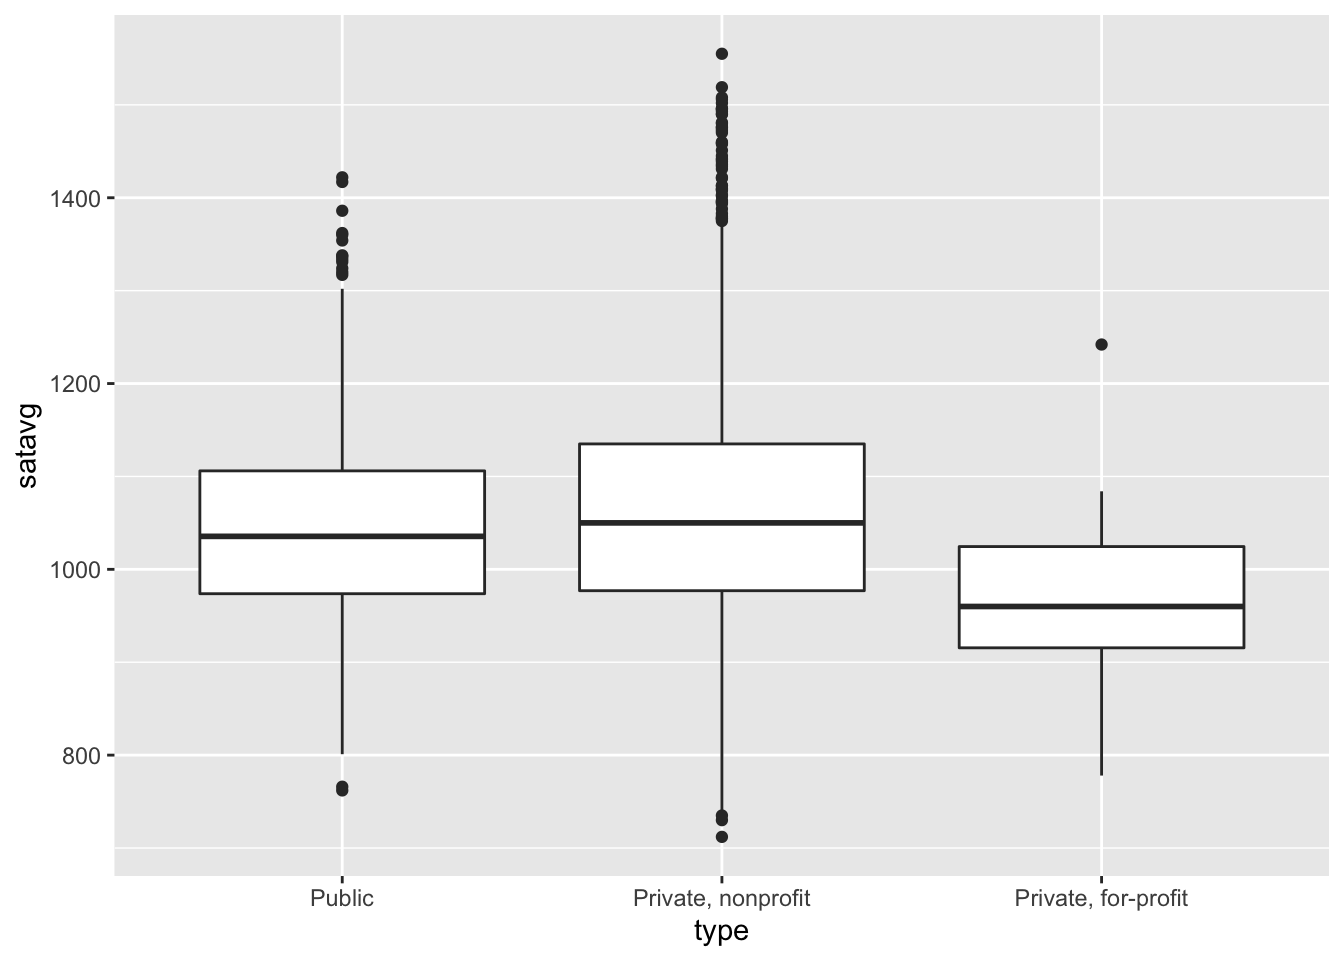 satavg
1400
1200
1000
800
Public
Private, nonprofit
Private, for-profit
type